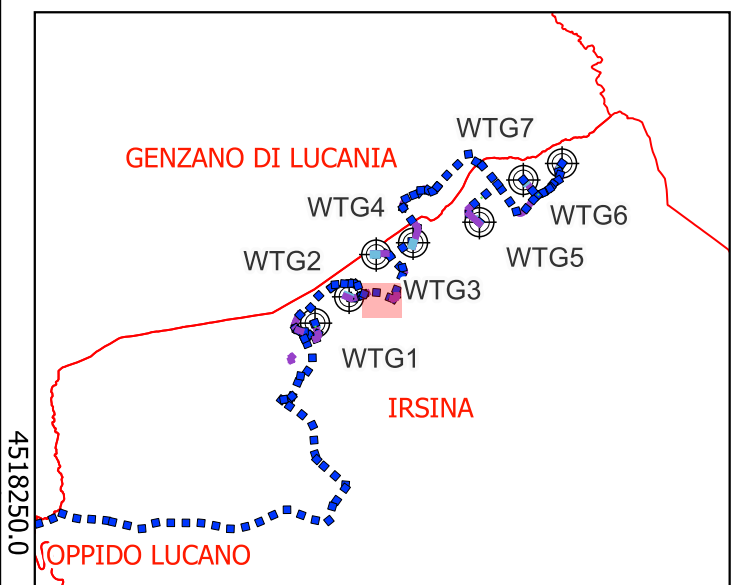 WTG7
GENZANO DI LUCANIA
WTG4
WTG6
WTG5
WTG2
WTG3
WTG1
IRSINA
4518250.0
OPPIDO LUCANO